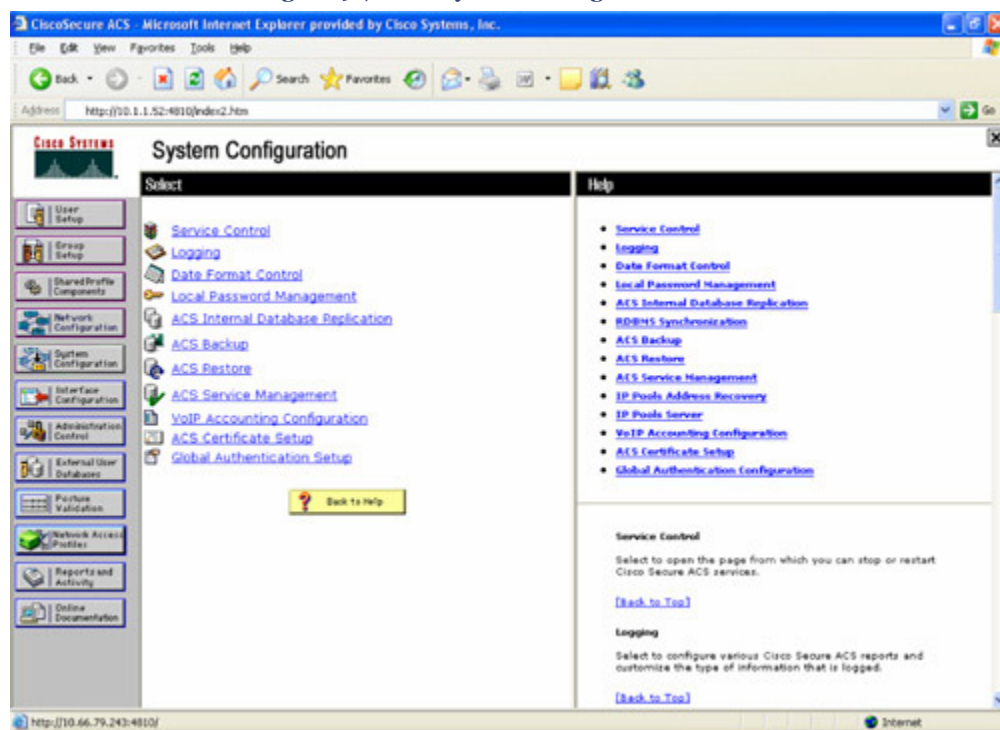 CiscoSecure ACS - Microsoft Internet Explorer provided by Cisco Systems, Inc.
File Edit View Favorites Tools Help
Back Search Favorites
Address http://10.1.1.52:4810/index2.htm Go
CISCO SYSTEMS
System Configuration
Select
Service Control
Logging
Date Format Control
Local Password Management
ACS Internal Database Replication
ACS Backup
ACS Restore
ACS Service Management
VoIP Accounting Configuration
ACS Certificate Setup
Global Authentication Setup
Back to Help
User Setup
Group Setup
Shared Profile Components
Network Configuration
System Configuration
Interface Configuration
Administration Control
External User Databases
Posture Validation
Network Access Profiles
Reports and Activity
Online Documentation
Help
Service Control
Logging
Date Format Control
Local Password Management
ACS Internal Database Replication
RDBMS Synchronization
ACS Backup
ACS Restore
ACS Service Management
IP Pools Address Recovery
IP Pools Server
VoIP Accounting Configuration
ACS Certificate Setup
Global Authentication Configuration
Service Control
Select to open the page from which you can stop or restart
Cisco Secure ACS services.
[Back to Top]
Logging
Select to configure various Cisco Secure ACS reports and
customize the type of information that is logged.
[Back to Top]
http://10.66.79.243:4810/
Internet